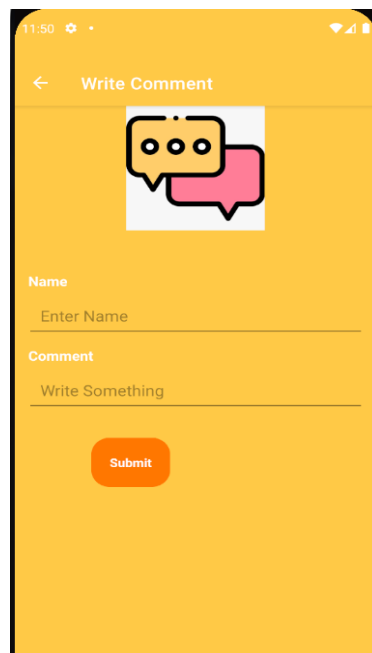 11:50
Write Comment
Name
Enter Name
Comment
Write Something
Submit